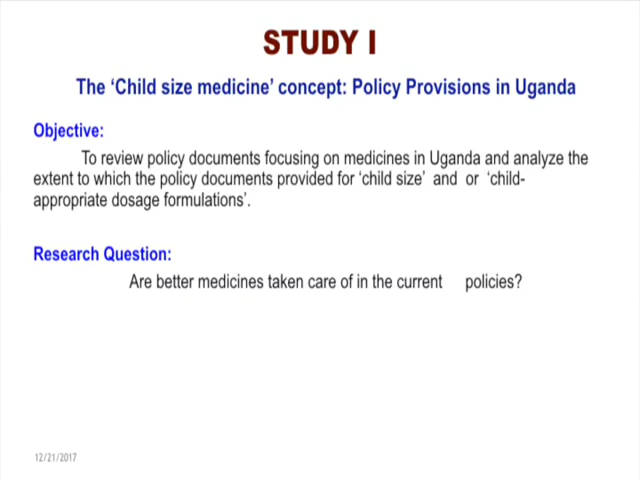 STUDY I
The ‘Child size medicine’ concept: Policy Provisions in Uganda
Objective:
To review policy documents focusing on medicines in Uganda and analyze the
extent to which the policy documents provided for ‘child size’ and or ‘child-
appropriate dosage formulations’.
Research Question:
Are better medicines taken care of in the current policies?
12/21/2017